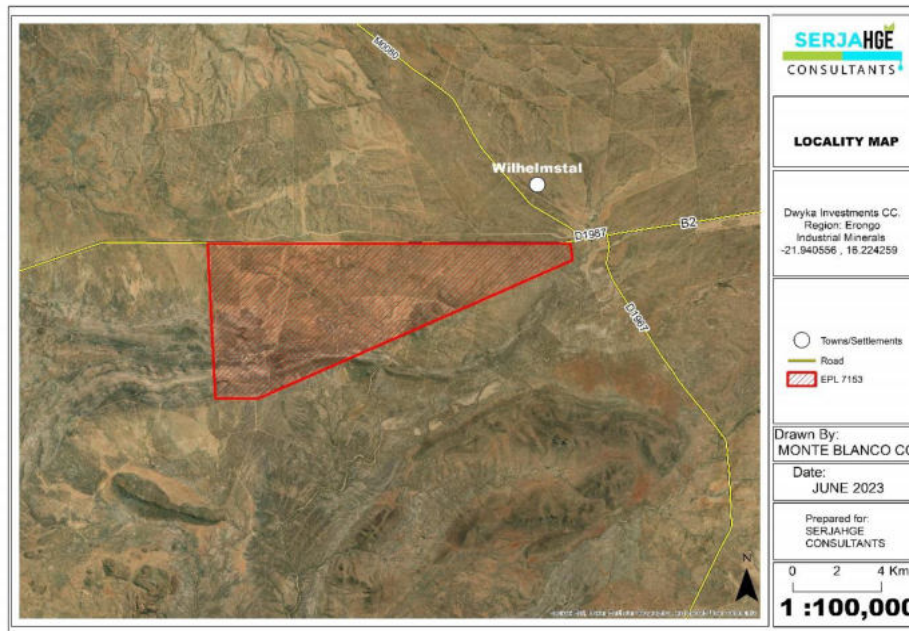 M0080
Wilhelmstal
B2
D1967
D1967
SERJAHGE
CONSULTANTS
LOCALITY MAP
Dwyka Investments CC.
Region: Erongo
Industrial Minerals
-21.940556 , 16.224259
Towns/Settlements
Road
EPL 7153
Drawn By:
MONTE BLANCO CC
Date:
JUNE 2023
Prepared for:
SERJAHGE
CONSULTANTS
N
0 2 4 Km
1 :100,000